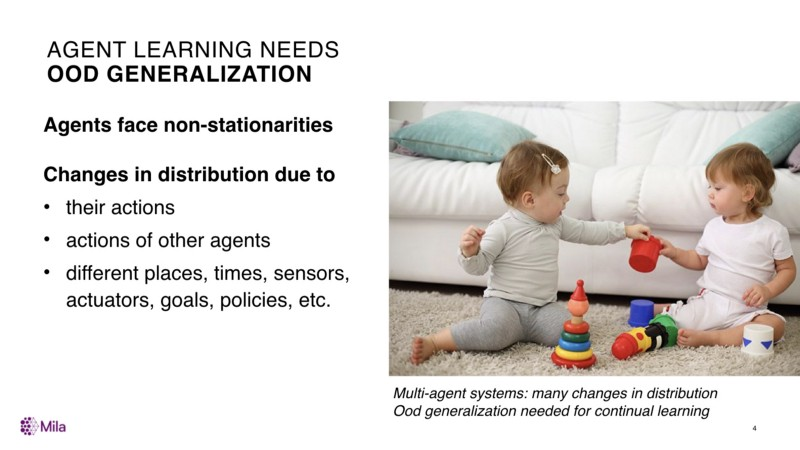 AGENT LEARNING NEEDS
OOD GENERALIZATION
Agents face non-stationarities
Changes in distribution due to
• their actions
• actions of other agents
• different places, times, sensors,
actuators, goals, policies, etc.
Multi-agent systems: many changes in distribution
Ood generalization needed for continual learning
Mila
4